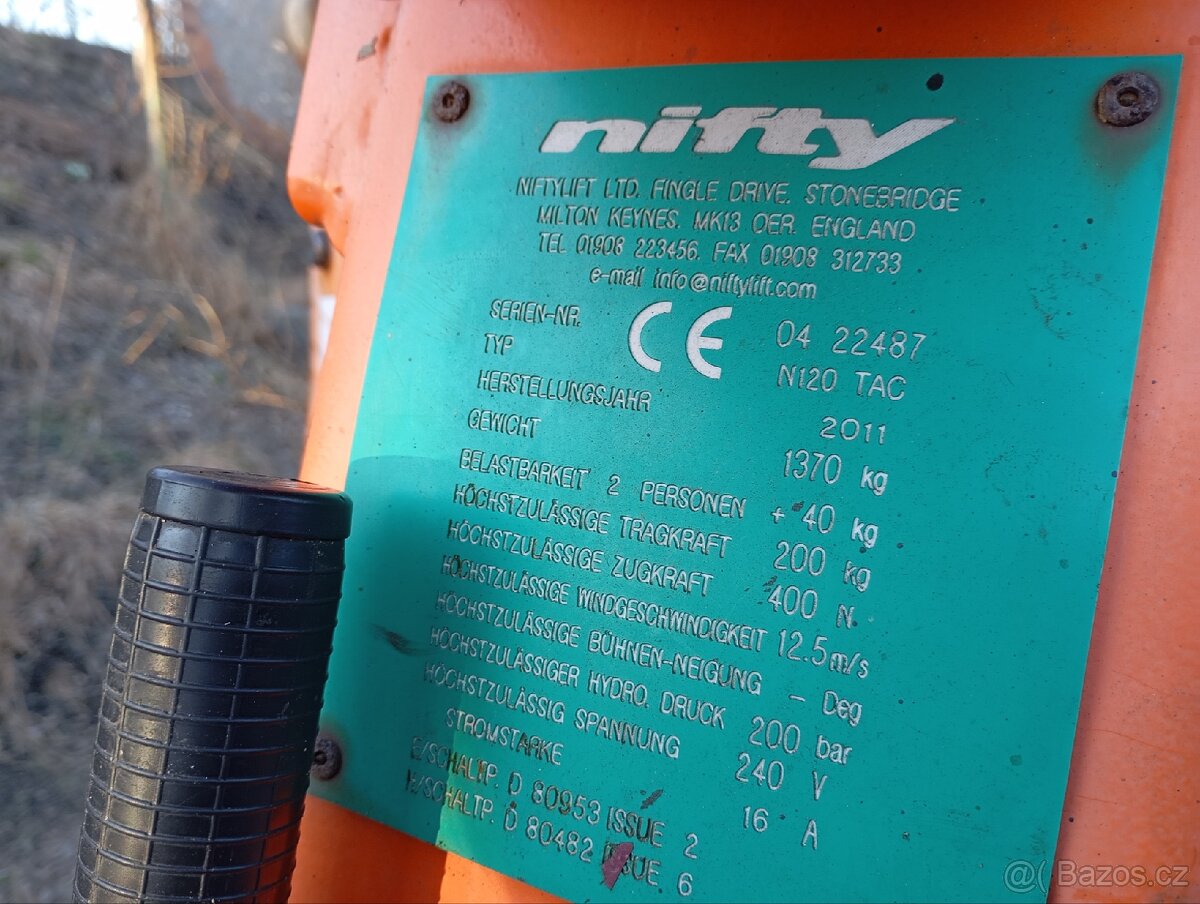 nifty
NIFTYLIFT LTD. FINGLE DRIVE. STONEBRIDGE
MILTON KEYNES. MK13 OER. ENGLAND
TEL. 01908 223456. FAX 01908 312733
e-mail info@niftylift.com
SERIEN-NR. CE 04 22487
TYP N120 TAC
HERSTELLUNGSJAHR 2011
GEWICHT 1370 kg
BELASTBARKEIT 2 PERSONEN + 40 kg
HÖCHSTZULÄSSIGE TRAGKRAFT 200 kg
HÖCHSTZULÄSSIGE ZUGKRAFT 400 N
HÖCHSTZULÄSSIGE WINDGESCHWINDIGKEIT 12.5 m/s
HÖCHSTZULÄSSIGE BÜHNEN-NEIGUNG - Deg
HÖCHSTZULÄSSIGER HYDRO. DRUCK 200 bar
HÖCHSTZULÄSSIG SPANNUNG 240 V
STROMSTARKE 16 A
E/SCHALTP. D 80953 ISSUE 2
E/SCHALTP. D 80482 ISSUE 6
@ Bazos.cz